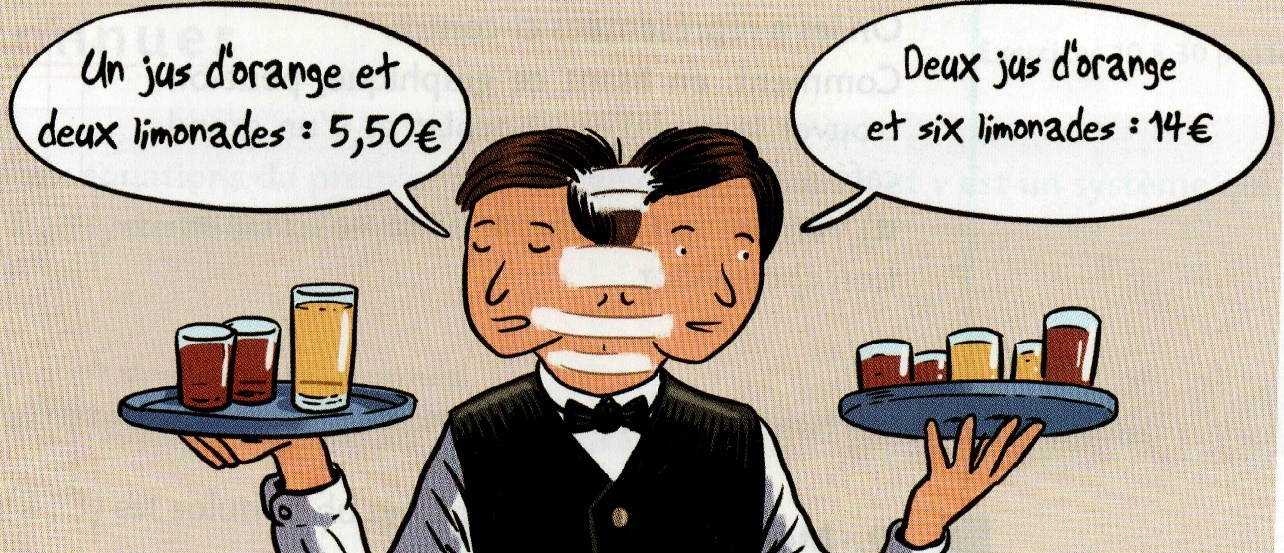 Un jus d'orange et
deux limonades : 5,50€
Deux jus d'orange
et six limonades : 14€